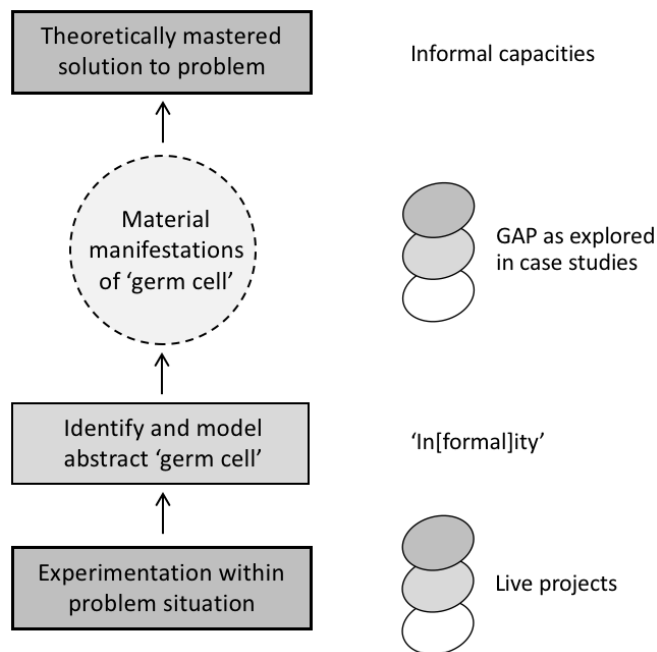 Theoretically mastered
solution to problem
Informal capacities
Material
manifestations
of ‘germ cell’
GAP as explored
in case studies
Identify and model
abstract ‘germ cell’
‘In[formal]ity’
Experimentation within
problem situation
Live projects